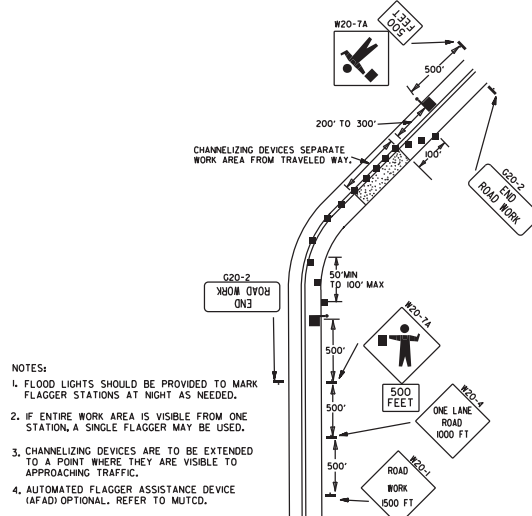 W20-7A
500
FEET
500'
200' TO 300'
CHANNELIZING DEVICES SEPARATE
WORK AREA FROM TRAVELED WAY.
100'
G20-2
END
ROAD WORK
G20-2
END
ROAD WORK
50'MIN
TO 100' MAX
500'
W20-7A
500
FEET
500'
W20-4
ONE LANE
ROAD
1000 FT
500'
W20-1
ROAD
WORK
1500 FT
NOTES:
1. FLOOD LIGHTS SHOULD BE PROVIDED TO MARK
FLAGGER STATIONS AT NIGHT AS NEEDED.
2. IF ENTIRE WORK AREA IS VISIBLE FROM ONE
STATION, A SINGLE FLAGGER MAY BE USED.
3. CHANNELIZING DEVICES ARE TO BE EXTENDED
TO A POINT WHERE THEY ARE VISIBLE TO
APPROACHING TRAFFIC.
4. AUTOMATED FLAGGER ASSISTANCE DEVICE
(AFAD) OPTIONAL. REFER TO MUTCD.